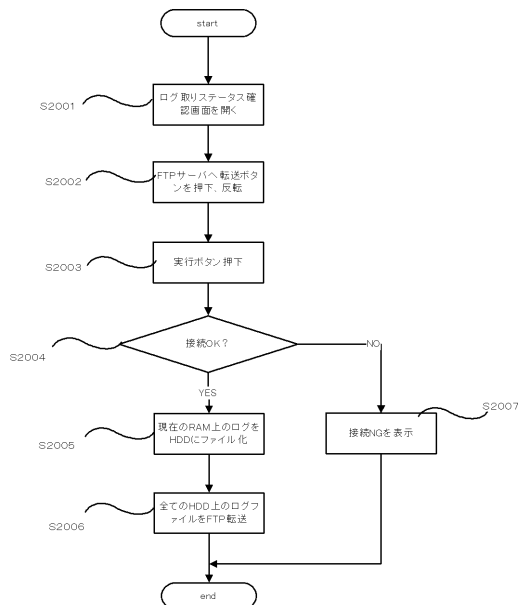 start
S2001
ログ取りステータス確
認画面を開く
S2002
FTPサーバへ転送ボタ
ンを押下、反転
S2003
実行ボタン押下
S2004
接続OK？
NO
YES
S2005
現在のRAM上のログを
HDDにファイル化
S2007
接続NGを表示
S2006
全てのHDD上のログフ
ァイルをFTP転送
end